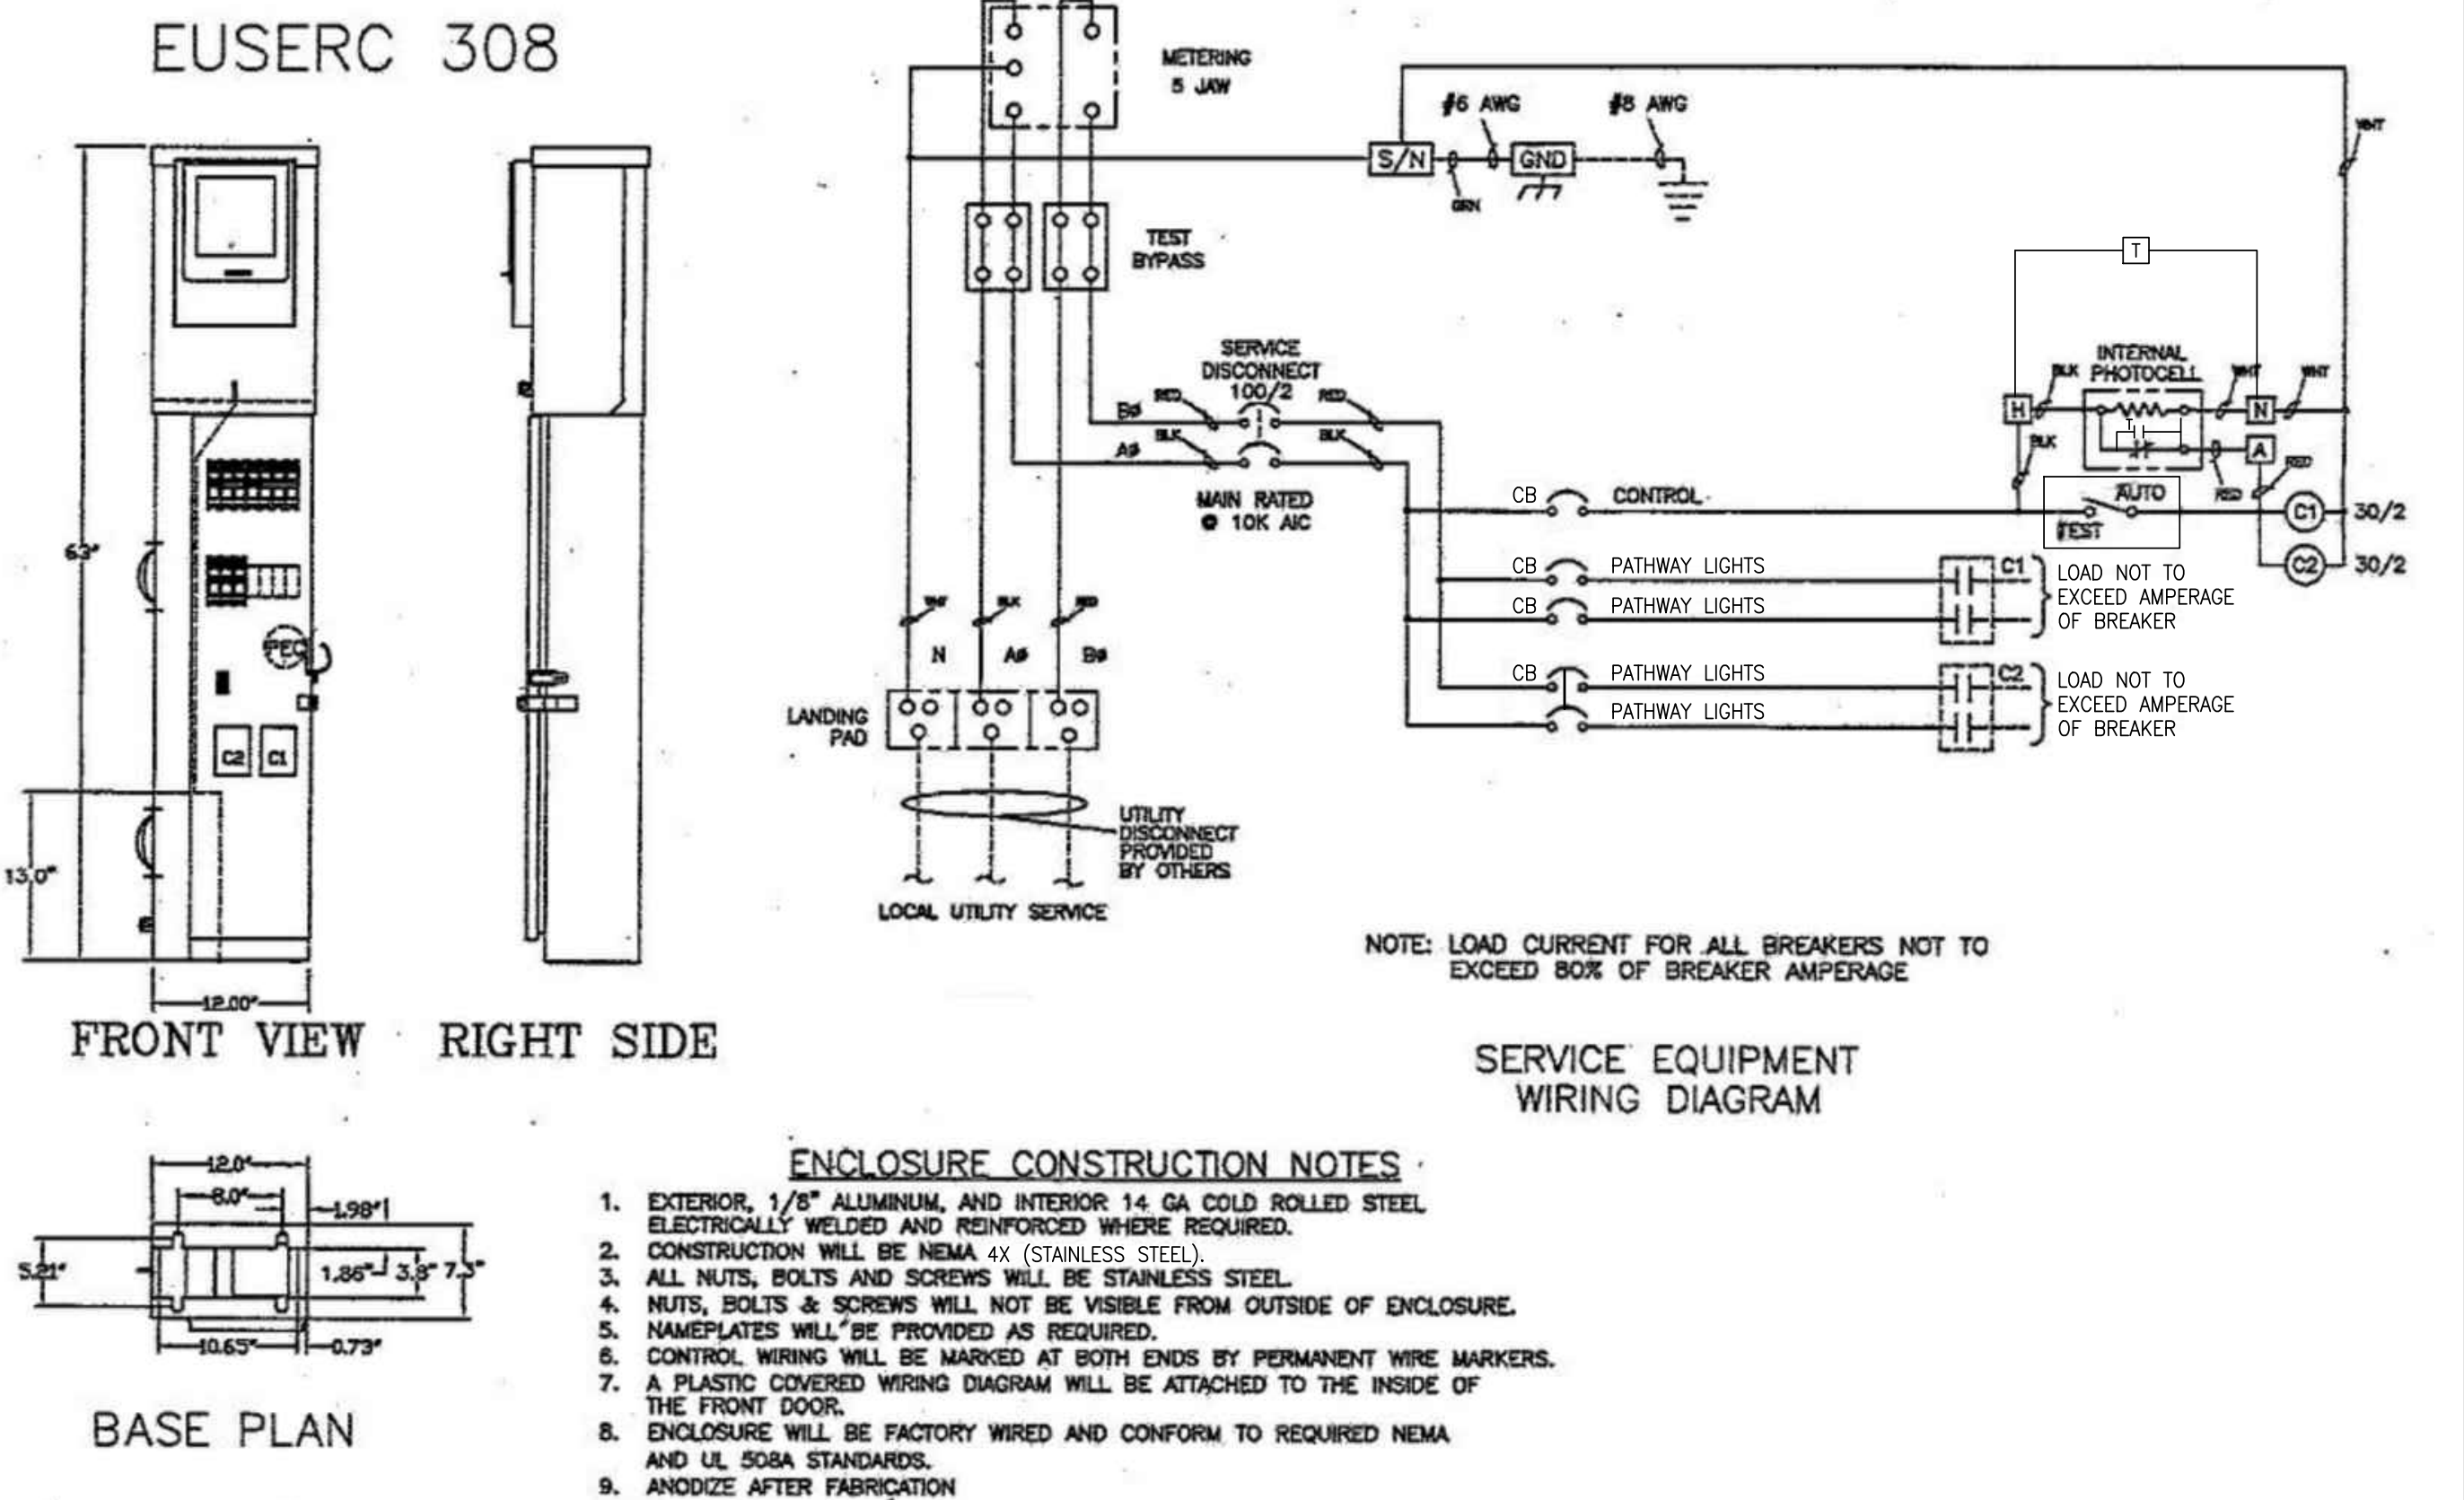 EUSERC 308
63"
13.0"
PEC
C2
C1
12.00"
FRONT VIEW
RIGHT SIDE
12.0"
8.0"
1.98"
5.21"
1.86"
3.8"
7.3"
10.65"
0.73"
BASE PLAN
METERING
5 JAW
#6 AWG
#8 AWG
WHT
S/N
GND
GRN
TEST
BYPASS
T
SERVICE
DISCONNECT
100/2
BØ
RED
RED
AØ
BLK
BLK
MAIN RATED
@ 10K AIC
INTERNAL
PHOTOCELL
BLK
WHT
WHT
H
N
T
BLK
A
RED
RED
AUTO
TEST
CB
CONTROL
C1
30/2
C2
30/2
CB
PATHWAY LIGHTS
C1
CB
PATHWAY LIGHTS
LOAD NOT TO
EXCEED AMPERAGE
OF BREAKER
CB
PATHWAY LIGHTS
C2
PATHWAY LIGHTS
LOAD NOT TO
EXCEED AMPERAGE
OF BREAKER
WHT
BLK
RED
N
AØ
BØ
LANDING
PAD
UTILITY
DISCONNECT
PROVIDED
BY OTHERS
LOCAL UTILITY SERVICE
NOTE: LOAD CURRENT FOR ALL BREAKERS NOT TO
EXCEED 80% OF BREAKER AMPERAGE
SERVICE EQUIPMENT
WIRING DIAGRAM
ENCLOSURE CONSTRUCTION NOTES
1. EXTERIOR, 1/8" ALUMINUM, AND INTERIOR 14 GA COLD ROLLED STEEL
ELECTRICALLY WELDED AND REINFORCED WHERE REQUIRED.
2. CONSTRUCTION WILL BE NEMA 4X (STAINLESS STEEL).
3. ALL NUTS, BOLTS AND SCREWS WILL BE STAINLESS STEEL.
4. NUTS, BOLTS & SCREWS WILL NOT BE VISIBLE FROM OUTSIDE OF ENCLOSURE.
5. NAMEPLATES WILL BE PROVIDED AS REQUIRED.
6. CONTROL WIRING WILL BE MARKED AT BOTH ENDS BY PERMANENT WIRE MARKERS.
7. A PLASTIC COVERED WIRING DIAGRAM WILL BE ATTACHED TO THE INSIDE OF
THE FRONT DOOR.
8. ENCLOSURE WILL BE FACTORY WIRED AND CONFORM TO REQUIRED NEMA
AND UL 508A STANDARDS.
9. ANODIZE AFTER FABRICATION